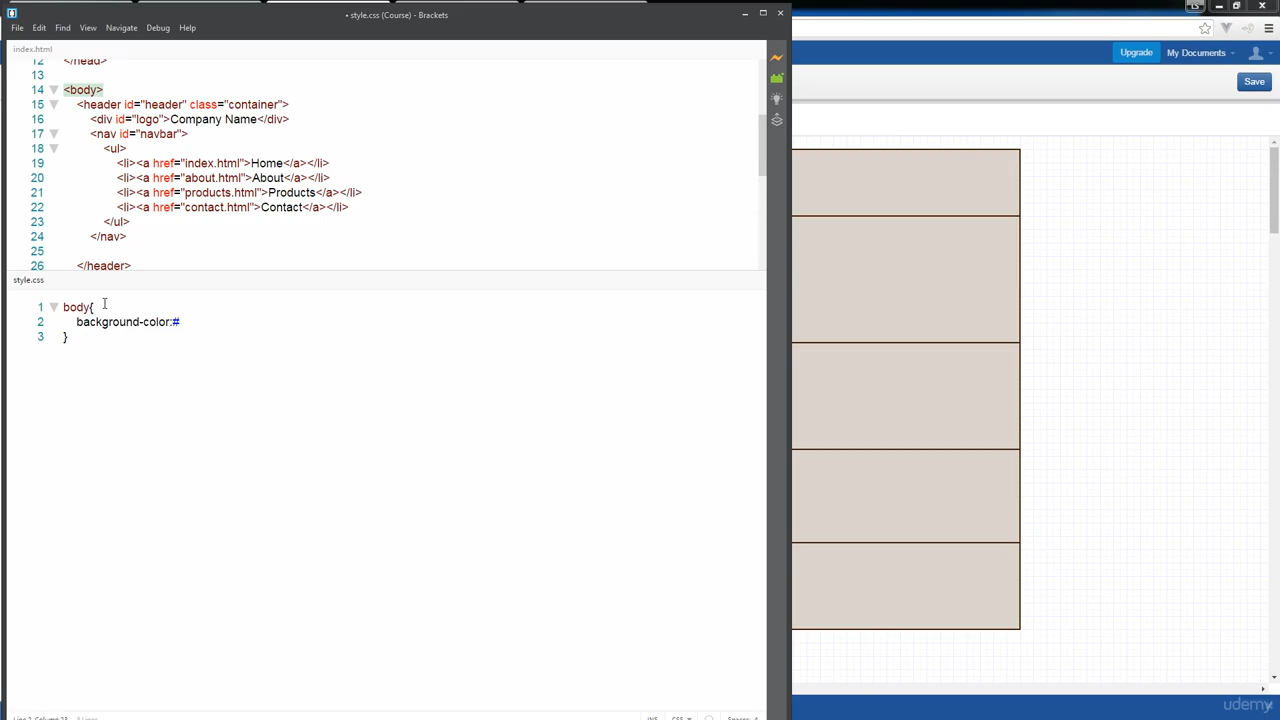 • style.css (Course) - Brackets
LS
File Edit Find View Navigate Debug Help
Upgrade My Documents
Save
index.html
12 </head>
13
14 <body>
15 <header id="header" class="container">
16 <div id="logo">Company Name</div>
17 <nav id="navbar">
18 <ul>
19 <li><a href="index.html">Home</a></li>
20 <li><a href="about.html">About</a></li>
21 <li><a href="products.html">Products</a></li>
22 <li><a href="contact.html">Contact</a></li>
23 </ul>
24 </nav>
25
26 </header>
style.css
1 body{
2 background-color:#
3 }
udemy